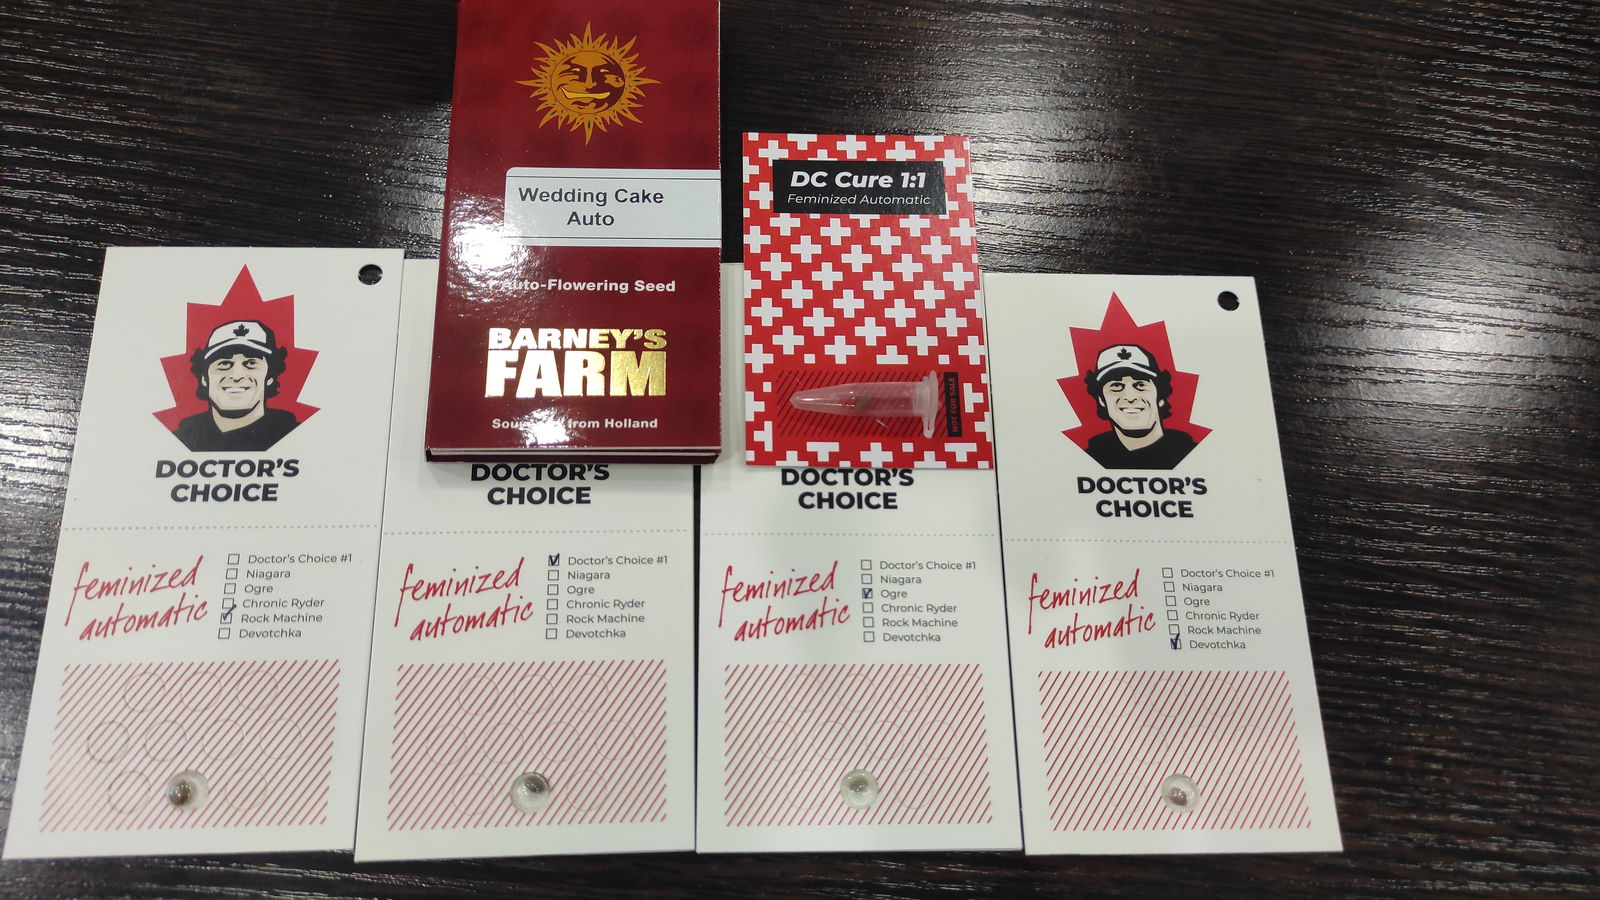 Wedding Cake
Auto
Auto-Flowering Seed
BARNEY'S
FARM
from Holland
DC Cure 1:1
Feminized Automatic
NOT FOR SALE
DOCTOR'S
CHOICE
feminized
automatic
Doctor's Choice #1
Niagara
Ogre
Chronic Ryder
Rock Machine
Devotchka
DOCTOR'S
CHOICE
feminized
automatic
Doctor's Choice #1
Niagara
Ogre
Chronic Ryder
Rock Machine
Devotchka
DOCTOR'S
CHOICE
feminized
automatic
Doctor's Choice #1
Niagara
Ogre
Chronic Ryder
Rock Machine
Devotchka
DOCTOR'S
CHOICE
feminized
automatic
Doctor's Choice #1
Niagara
Ogre
Chronic Ryder
Rock Machine
Devotchka